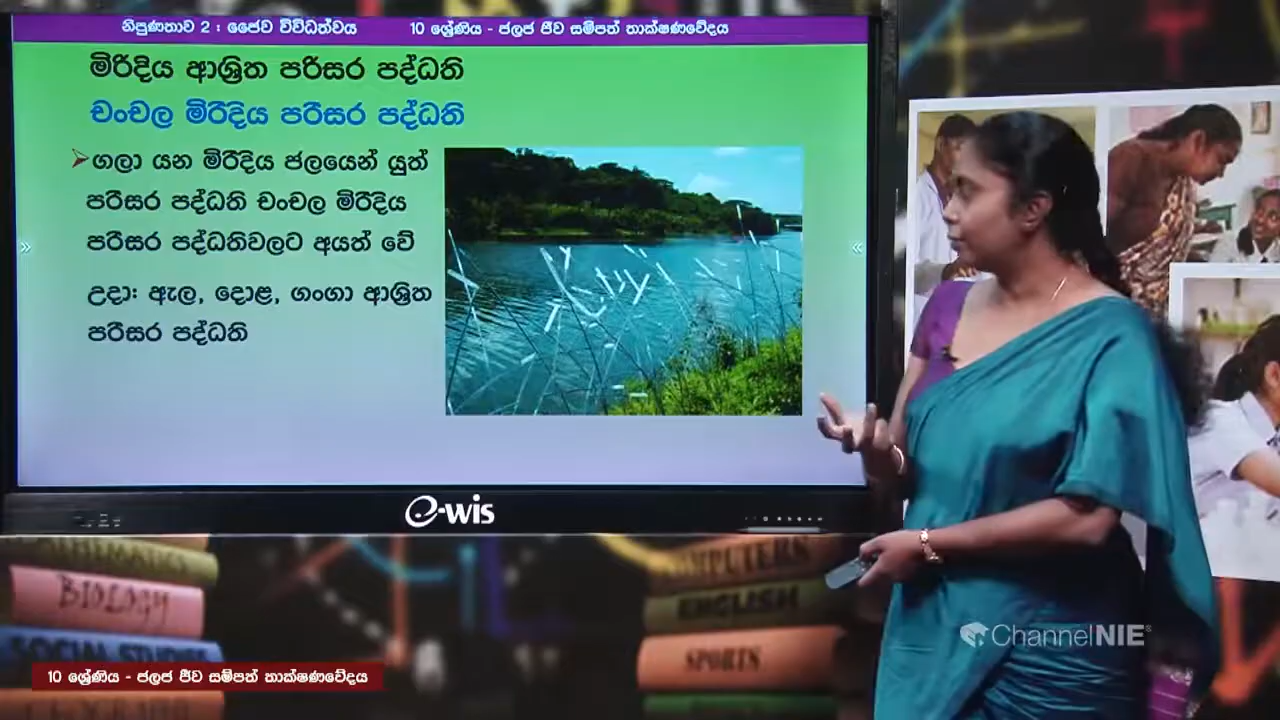 නිපුණතාව 2 : ජෛව විවිධත්වය 10 ශ්‍රේණිය - ජලජ ජීව සම්පත් තාක්ෂණවේදය
මිරිදිය ආශ්‍රිත පරිසර පද්ධති
චංචල මිරිදිය පරිසර පද්ධති
ගලා යන මිරිදිය ජලයෙන් යුත්
පරිසර පද්ධති චංචල මිරිදිය
පරිසර පද්ධතිවලට අයත් වේ
උදා: ඇල, දොළ, ගංගා ආශ්‍රිත
පරිසර පද්ධති
e-wis
MATHEMATICS
BIOLOGY
SOCIAL STUDIES
COMPUTERS
ENGLISH
SPORTS
ChannelNIE
10 ශ්‍රේණිය - ජලජ ජීව සම්පත් තාක්ෂණවේදය